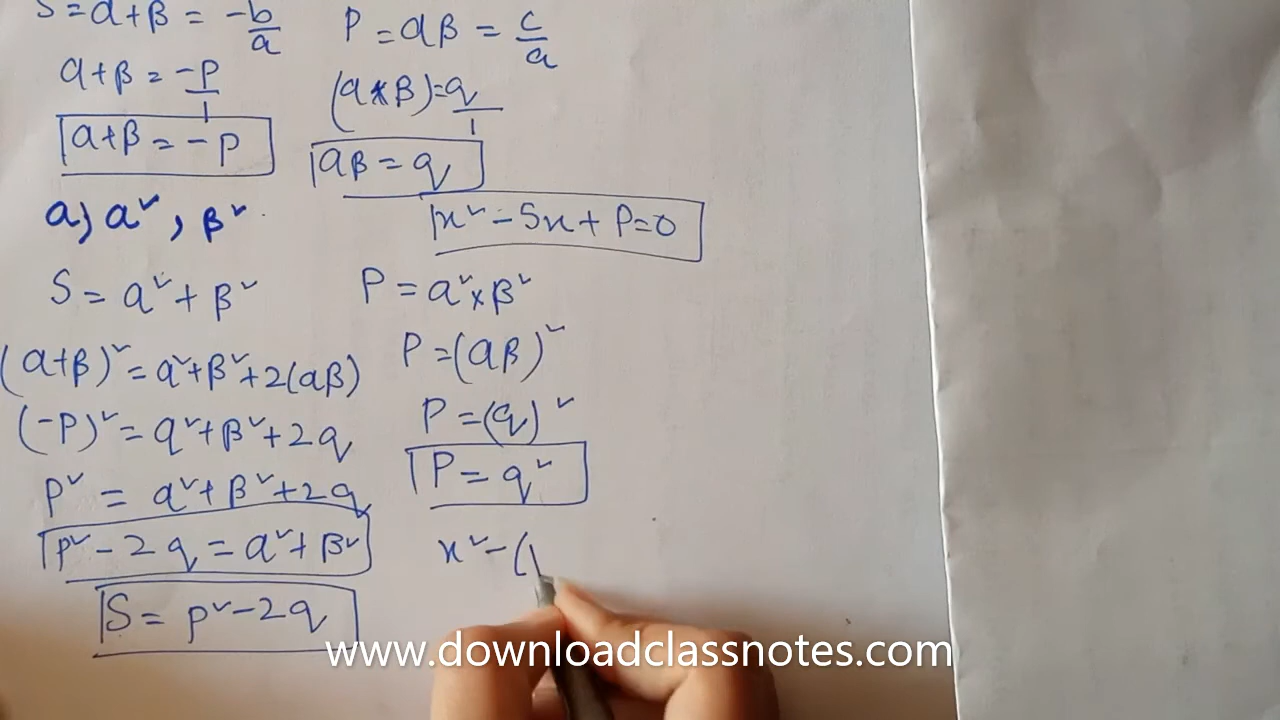 S = α + β = -b/a
P = αβ = c/a
α + β = -p/1
(α × β) = q/1
α + β = -p
αβ = q
a) α², β²
x² - Sx + P = 0
S = α² + β²
P = α² × β²
(α + β)² = α² + β² + 2(αβ)
P = (αβ)²
(-p)² = α² + β² + 2q
P = (q)²
p² = α² + β² + 2q
P = q²
p² - 2q = α² + β²
x² - (
S = p² - 2q
www.downloadclassnotes.com